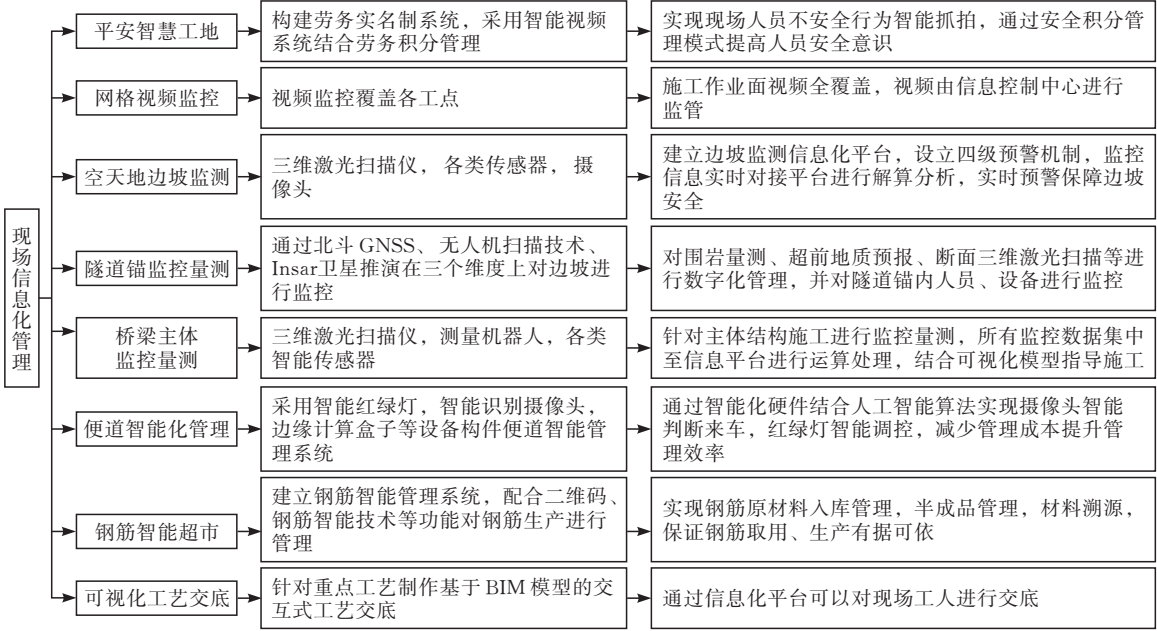 现场信息化管理
平安智慧工地
构建劳务实名制系统，采用智能视频
系统结合劳务积分管理
实现现场人员不安全行为智能抓拍，通过安全积分管
理模式提高人员安全意识
网格视频监控
视频监控覆盖各工点
施工作业面视频全覆盖，视频由信息控制中心进行
监管
空天地边坡监测
三维激光扫描仪，各类传感器，摄
像头
建立边坡监测信息化平台，设立四级预警机制，监控
信息实时对接平台进行解算分析，实时预警保障边坡
安全
隧道锚监控量测
通过北斗 GNSS、无人机扫描技术、
Insar卫星推演在三个维度上对边坡进
行监控
对围岩量测、超前地质预报、断面三维激光扫描等进
行数字化管理，并对隧道锚内人员、设备进行监控
桥梁主体
监控量测
三维激光扫描仪，测量机器人，各类
智能传感器
针对主体结构施工进行监控量测，所有监控数据集中
至信息平台进行运算处理，结合可视化模型指导施工
便道智能化管理
采用智能红绿灯，智能识别摄像头，
边缘计算盒子等设备构件便道智能管
理系统
通过智能化硬件结合人工智能算法实现摄像头智能
判断来车，红绿灯智能调控，减少管理成本提升管
理效率
钢筋智能超市
建立钢筋智能管理系统，配合二维码、
钢筋智能技术等功能对钢筋生产进行
管理
实现钢筋原材料入库管理，半成品管理，材料溯源，
保证钢筋取用、生产有据可依
可视化工艺交底
针对重点工艺制作基于 BIM 模型的交
互式工艺交底
通过信息化平台可以对现场工人进行交底